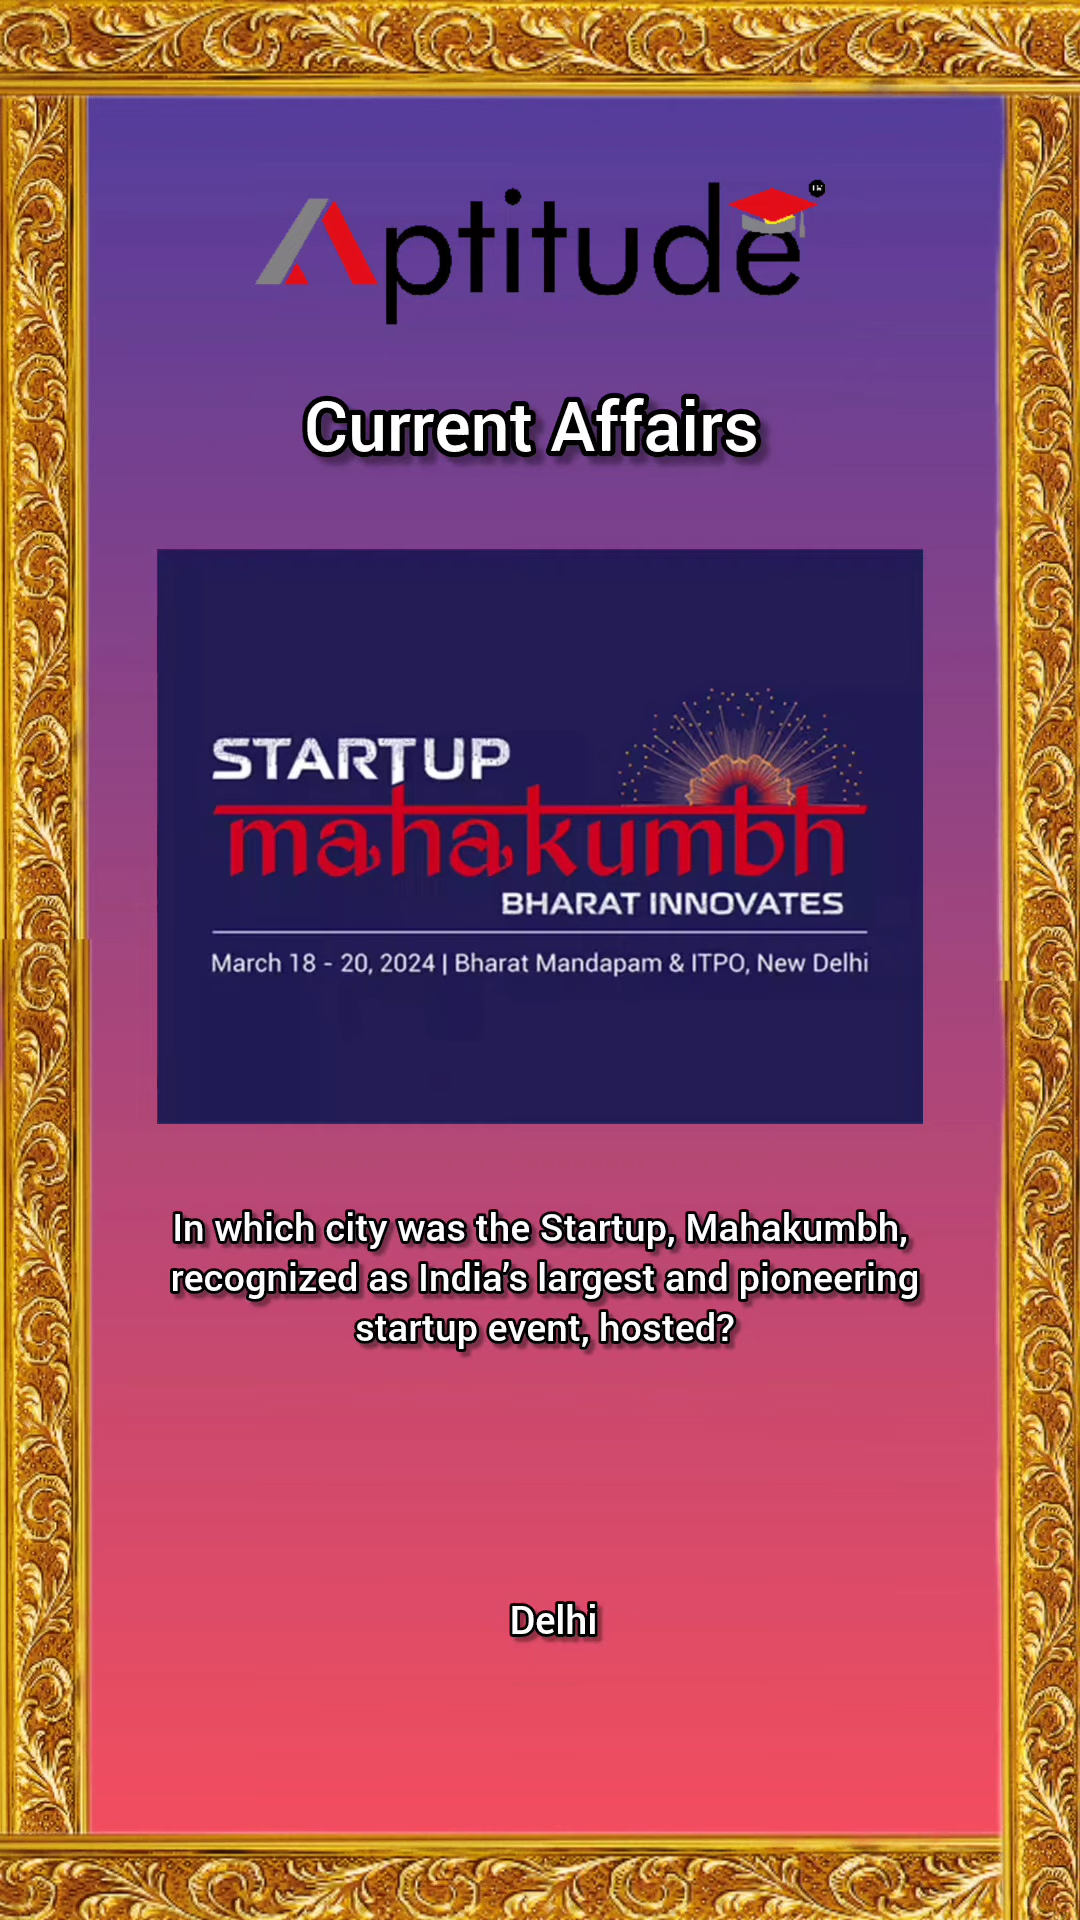 Aptitude
Current Affairs
STARTUP
mahakumbh
BHARAT INNOVATES
March 18 - 20, 2024 | Bharat Mandapam & ITPO, New Delhi
In which city was the Startup, Mahakumbh,
recognized as India’s largest and pioneering
startup event, hosted?
Delhi